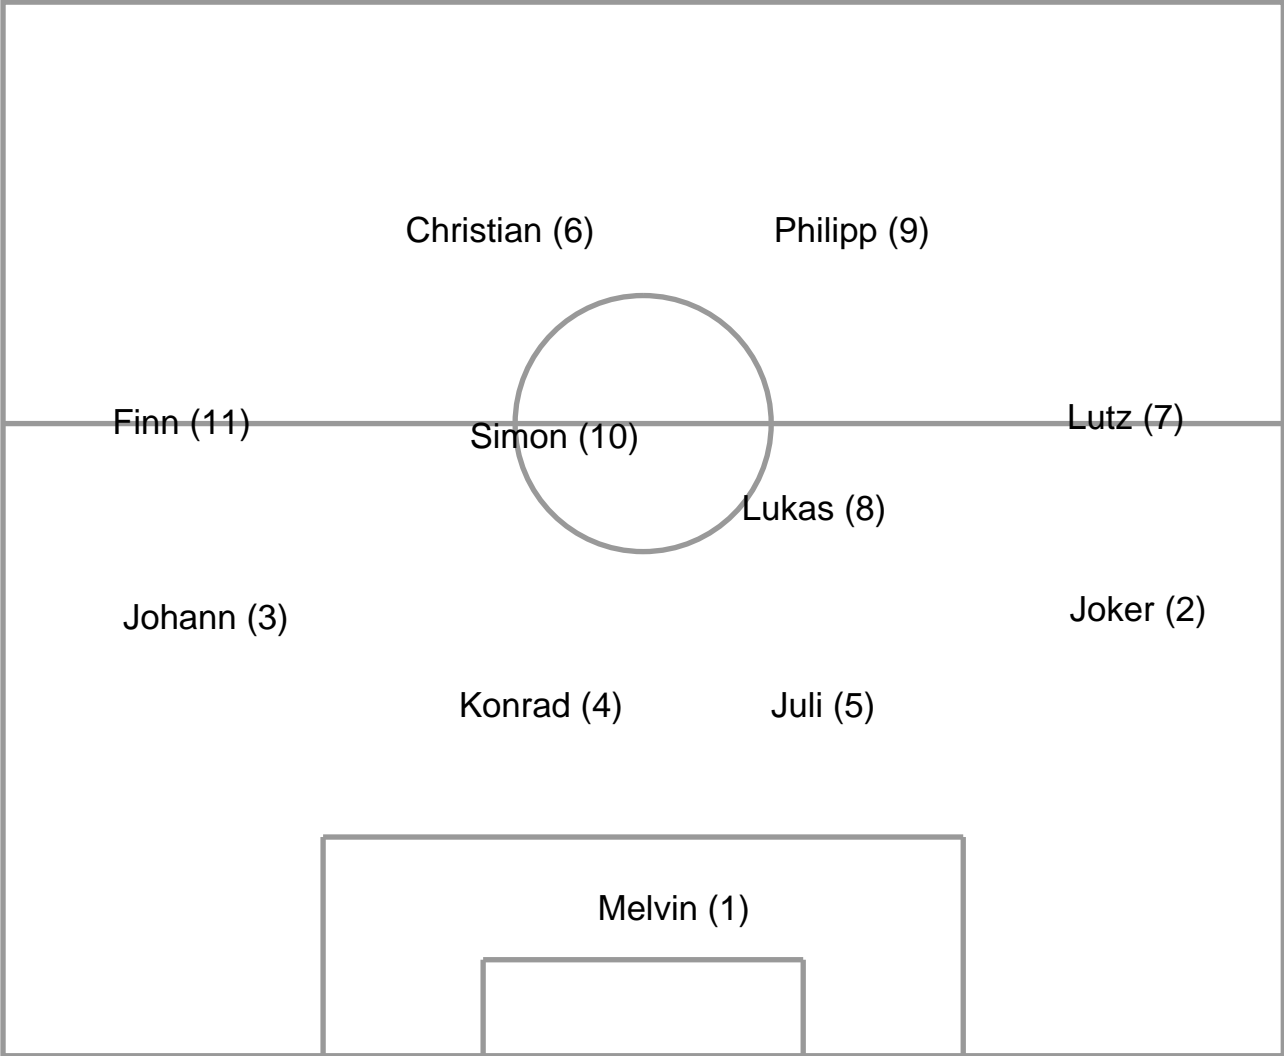 Christian (6)
Philipp (9)
Finn (11)
Simon (10)
Lutz (7)
Lukas (8)
Johann (3)
Joker (2)
Konrad (4)
Juli (5)
Melvin (1)